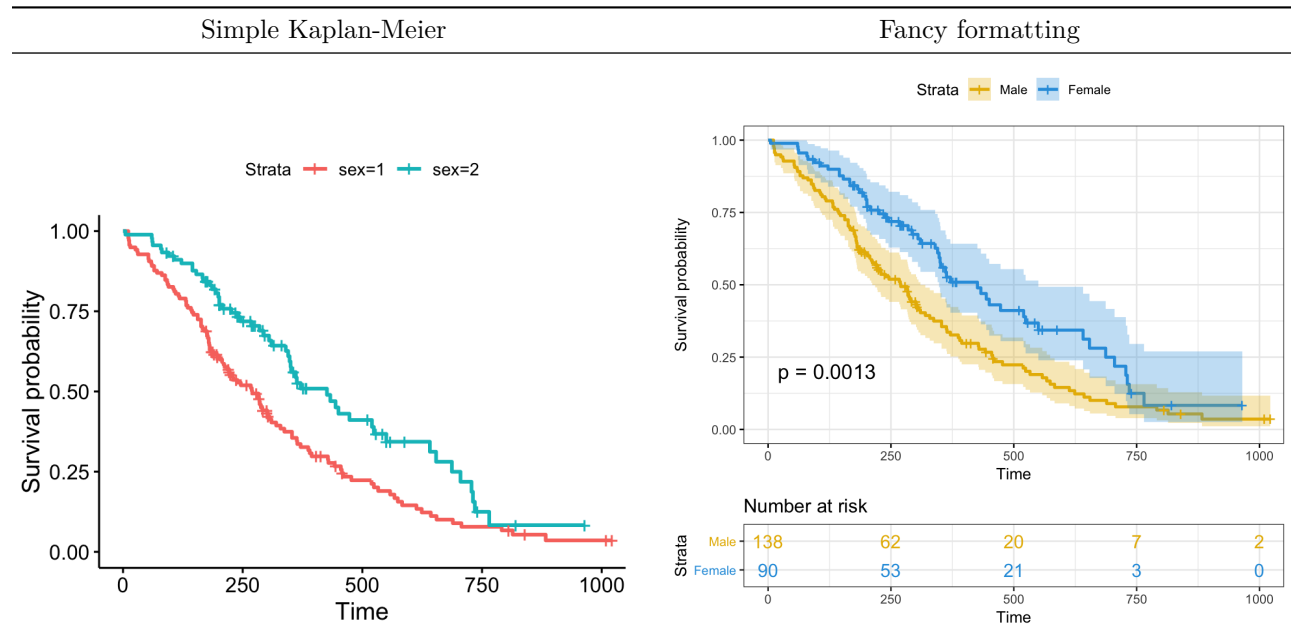 Simple Kaplan-Meier
Fancy formatting
Strata sex=1 sex=2
Survival probability
1.00
0.75
0.50
0.25
0.00
0 250 500 750 1000
Time
Strata Male Female
Survival probability
1.00
0.75
0.50
0.25
0.00
p = 0.0013
0 250 500 750 1000
Time
Number at risk
Strata
Male 138 62 20 7 2
Female 90 53 21 3 0
0 250 500 750 1000
Time